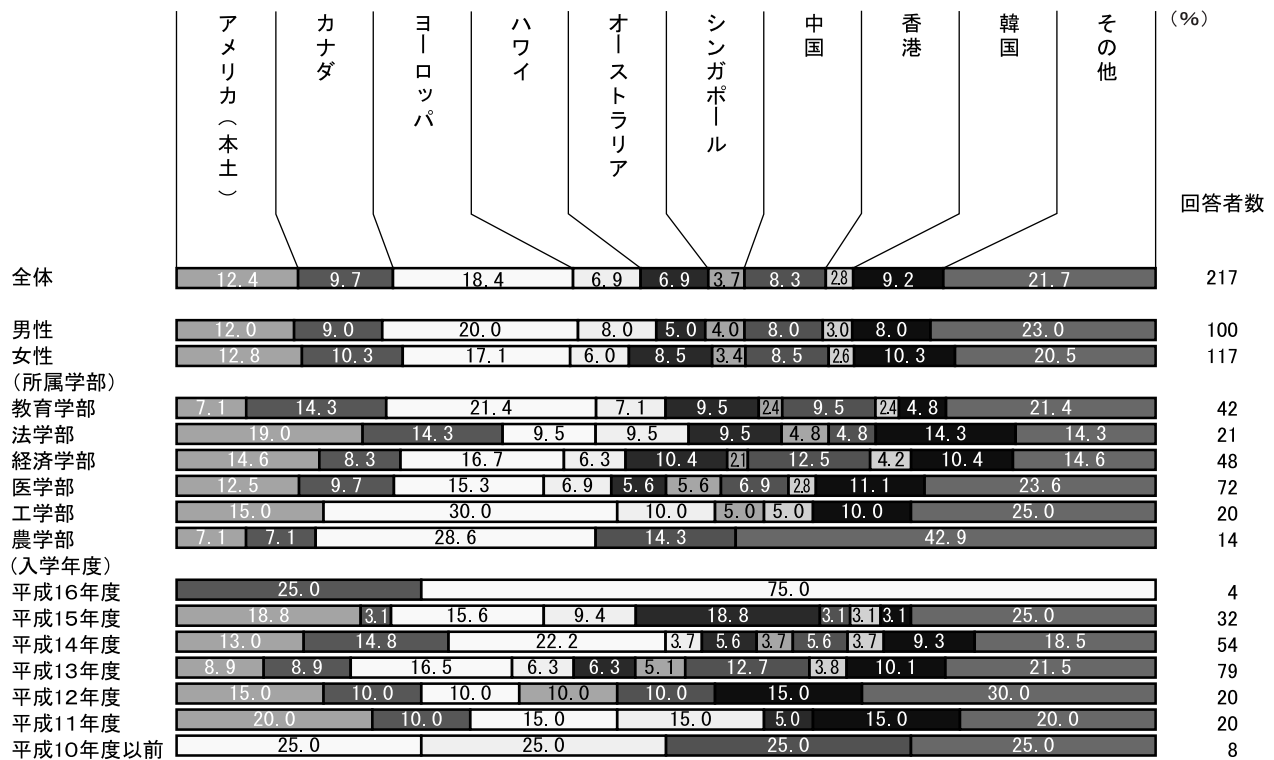 アメリカ（本土）
カナダ
ヨーロッパ
ハワイ
オーストラリア
シンガポール
中国
香港
韓国
その他
（%）
回答者数
全体 12.4 9.7 18.4 6.9 6.9 3.7 8.3 2.8 9.2 21.7 217
男性 12.0 9.0 20.0 8.0 5.0 4.0 8.0 3.0 8.0 23.0 100
女性 12.8 10.3 17.1 6.0 8.5 3.4 8.5 2.6 10.3 20.5 117
（所属学部）
教育学部 7.1 14.3 21.4 7.1 9.5 2.4 9.5 2.4 4.8 21.4 42
法学部 19.0 14.3 9.5 9.5 9.5 4.8 4.8 14.3 14.3 21
経済学部 14.6 8.3 16.7 6.3 10.4 2.1 12.5 4.2 10.4 14.6 48
医学部 12.5 9.7 15.3 6.9 5.6 5.6 6.9 2.8 11.1 23.6 72
工学部 15.0 30.0 10.0 5.0 5.0 10.0 25.0 20
農学部 7.1 7.1 28.6 14.3 42.9 14
（入学年度）
平成16年度 25.0 75.0 4
平成15年度 18.8 3.1 15.6 9.4 18.8 3.1 3.1 3.1 25.0 32
平成14年度 13.0 14.8 22.2 3.7 5.6 3.7 5.6 3.7 9.3 18.5 54
平成13年度 8.9 8.9 16.5 6.3 6.3 5.1 12.7 3.8 10.1 21.5 79
平成12年度 15.0 10.0 10.0 10.0 10.0 15.0 30.0 20
平成11年度 20.0 10.0 15.0 15.0 5.0 15.0 20.0 20
平成10年度以前 25.0 25.0 25.0 25.0 8